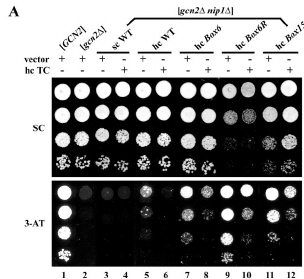 A
[gcn2Δ nip1Δ]
[GCN2] [gcn2Δ] sc WT hc WT hc Box6 hc Box6R hc Box15
vector + + + - + - + - + - + -
hc TC - - - + - + - + - + - +
SC
3-AT
1 2 3 4 5 6 7 8 9 10 11 12